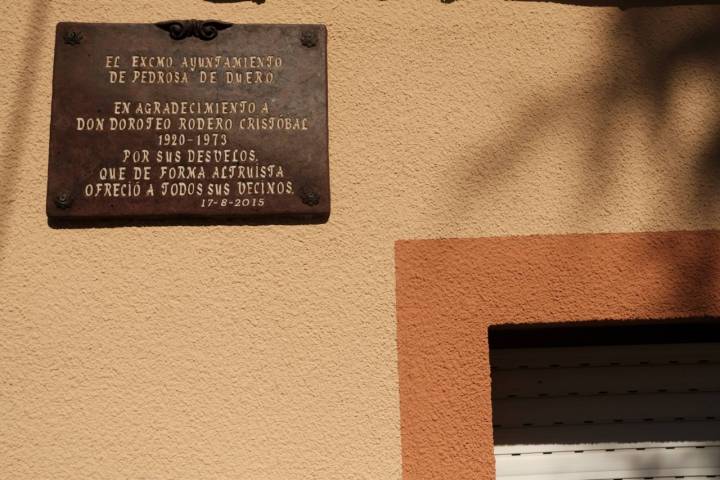 EL EXCMO AYUNTAMIENTO
DE PEDROSA DE DUERO
EN AGRADECIMIENTO A
DON DOROTEO RODERO CRISTÓBAL
1920-1973
POR SUS DESVELOS,
QUE DE FORMA ALTRUISTA
OFRECIÓ A TODOS SUS VECINOS.
17-8-2015